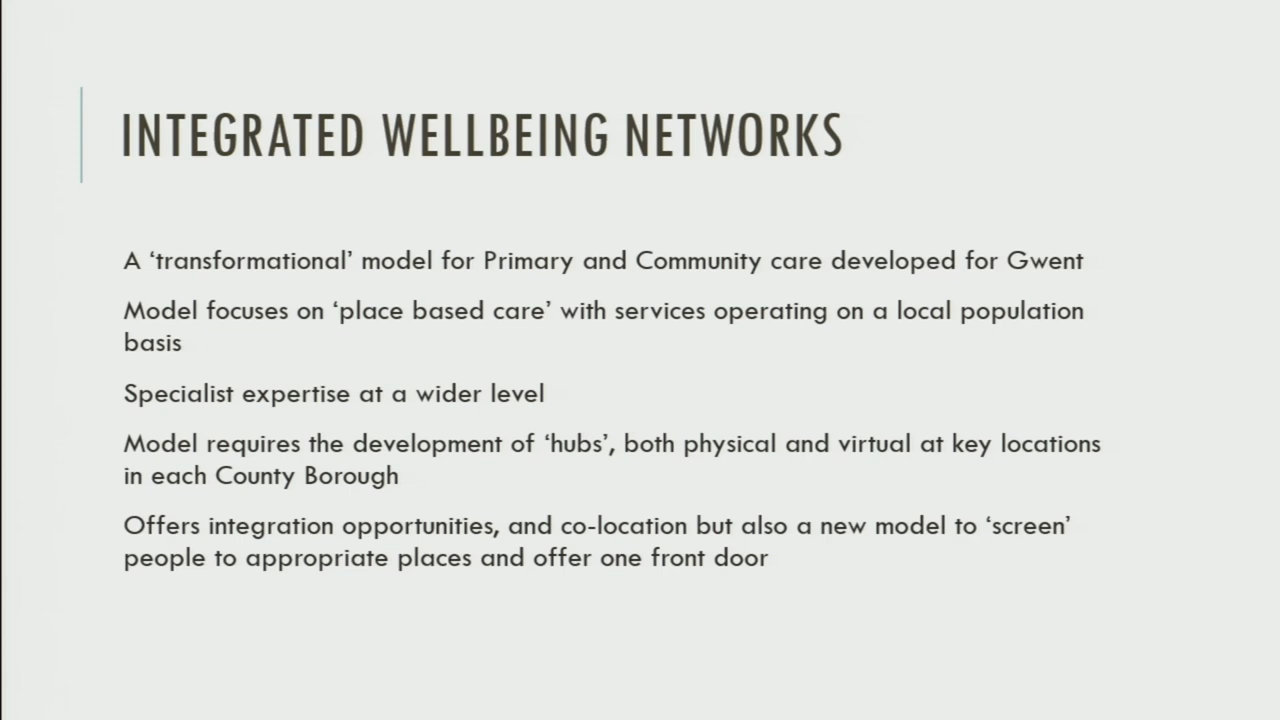 INTEGRATED WELLBEING NETWORKS
A ‘transformational’ model for Primary and Community care developed for Gwent
Model focuses on ‘place based care’ with services operating on a local population
basis
Specialist expertise at a wider level
Model requires the development of ‘hubs’, both physical and virtual at key locations
in each County Borough
Offers integration opportunities, and co-location but also a new model to ‘screen’
people to appropriate places and offer one front door